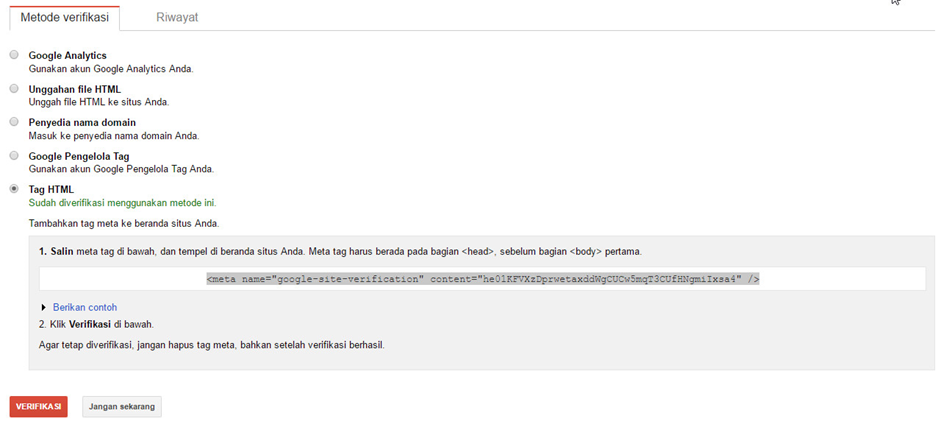 Metode verifikasi
Riwayat
Google Analytics
Gunakan akun Google Analytics Anda.
Unggahan file HTML
Unggah file HTML ke situs Anda.
Penyedia nama domain
Masuk ke penyedia nama domain Anda.
Google Pengelola Tag
Gunakan akun Google Pengelola Tag Anda.
Tag HTML
Sudah diverifikasi menggunakan metode ini.
Tambahkan tag meta ke beranda situs Anda.
1. Salin meta tag di bawah, dan tempel di beranda situs Anda. Meta tag harus berada pada bagian <head>, sebelum bagian <body> pertama.
<meta name="google-site-verification" content="he0lKFVXzDprwetaxddWgCUCw5mqT3CUfHNgmiIxsa4" />
Berikan contoh
2. Klik Verifikasi di bawah.
Agar tetap diverifikasi, jangan hapus tag meta, bahkan setelah verifikasi berhasil.
VERIFIKASI
Jangan sekarang